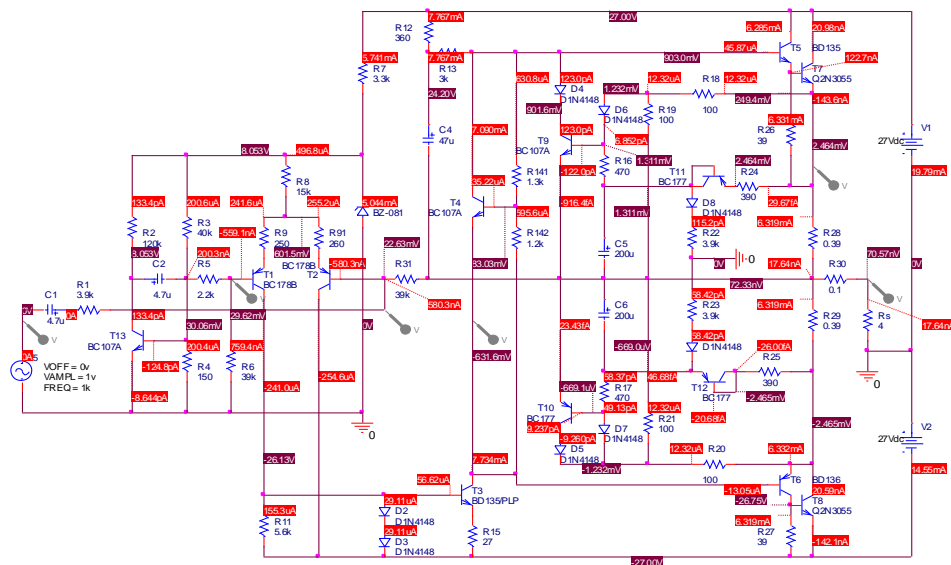 7.767mA
27.00V
R12
360
6.285mA
20.98nA
5.741mA
7.767mA
R13
3k
R7
3.3k
45.87uA
T5
BD135
903.0mV
122.7nA
T7
Q2N3055
630.8uA
123.0pA
D4
D1N4148
1.232mV
12.32uA
R18
12.32uA
100
24.20V
901.6mV
D6
D1N4148
R19
100
249.4mV
-143.6nA
C4
47u
7.090mA
T9
BC107A
123.0pA
6.852pA
6.331mA
R26
39
2.464mV
V1
27Vdc
8.053V
496.8uA
-122.0pA
R16
470
1.311mV
T11
BC177
2.464mV
R24
390
V
19.79mA
R8
15k
R141
1.3k
133.4pA
200.6uA
241.6uA
255.2uA
5.044mA
BZ-081
T4
BC107A
35.22uA
-916.4fA
29.67fA
R2
120k
R3
40k
-559.1nA
R9
250
601.5mV
R91
260
22.63mV
595.6uA
R142
1.2k
1.311mV
D8
D1N4148
115.2pA
6.319mA
R28
0.39
8.053V
C2
4.7u
R5
200.3nA
2.2k
BC178B
T1
BC178B
T2
-580.3nA
R31
39k
83.03mV
C5
200u
R22
3.9k
0V
0
17.64nA
70.57nV
0V
R30
0.1
V
C1
4.7u
0V
0A
R1
3.9k
V
580.3nA
72.33nV
C6
200u
58.42pA
R23
3.9k
6.319mA
R29
0.39
Rs
4
17.64nA
T13
BC107A
133.4pA
30.06mV
29.62mV
0V
V
23.43fA
58.42pA
V
-124.8pA
200.4uA
759.4nA
-631.6mV
-669.0uV
D1N4148
-26.00fA
0A
VOFF = 0v
VAMPL = 1v
FREQ = 1k
R4
150
R6
39k
-254.6uA
58.37pA
R25
390
0
-8.644pA
-241.0uA
-669.1uV
R17
470
46.68fA
T12
BC177
-2.465mV
T10
BC177
49.13pA
-20.68fA
12.32uA
R21
100
-2.465mV
V2
27Vdc
0
9.237pA
-9.260pA
D7
D1N4148
12.32uA
R20
100
6.332mA
14.55mA
-26.13V
7.734mA
D5
D1N4148
-1.232mV
T6
BD136
56.62uA
T3
BD135/PLP
-13.05uA
20.59nA
-26.75V
T8
Q2N3055
155.3uA
R11
5.6k
29.11uA
D2
D1N4148
29.11uA
D3
D1N4148
R15
27
6.319mA
R27
39
-142.1nA
-27.00V